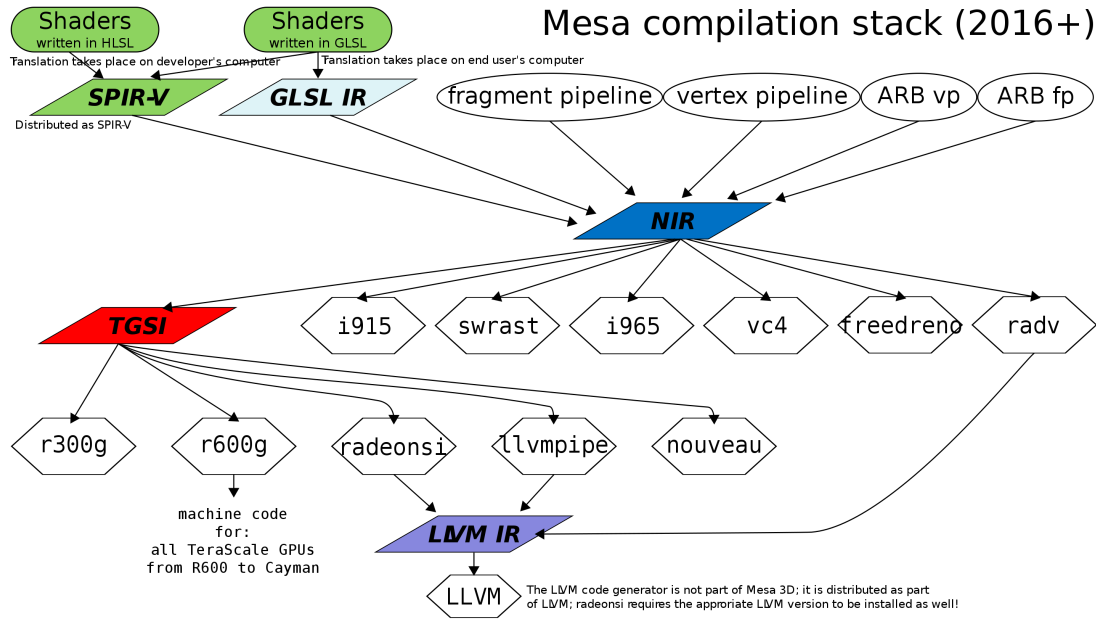 Mesa compilation stack (2016+)
Shaders
written in HLSL
Shaders
written in GLSL
Translation takes place on developer's computer
Translation takes place on end user's computer
SPIR-V
GLSL IR
fragment pipeline
vertex pipeline
ARB vp
ARB fp
Distributed as SPIR-V
NIR
TGSI
i915
swrast
i965
vc4
freedreno
radv
r300g
r600g
radeonsi
llvmpipe
nouveau
machine code
for:
all TeraScale GPUs
from R600 to Cayman
LLVM IR
LLVM
The LLVM code generator is not part of Mesa 3D; it is distributed as part
of LLVM; radeonsi requires the approriate LLVM version to be installed as well!